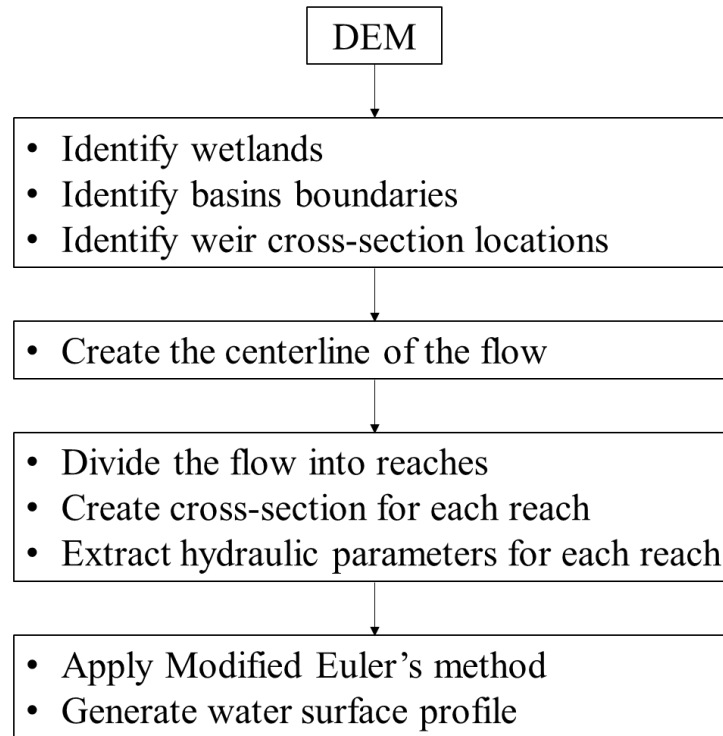 DEM
• Identify wetlands
• Identify basins boundaries
• Identify weir cross-section locations
• Create the centerline of the flow
• Divide the flow into reaches
• Create cross-section for each reach
• Extract hydraulic parameters for each reach
• Apply Modified Euler’s method
• Generate water surface profile